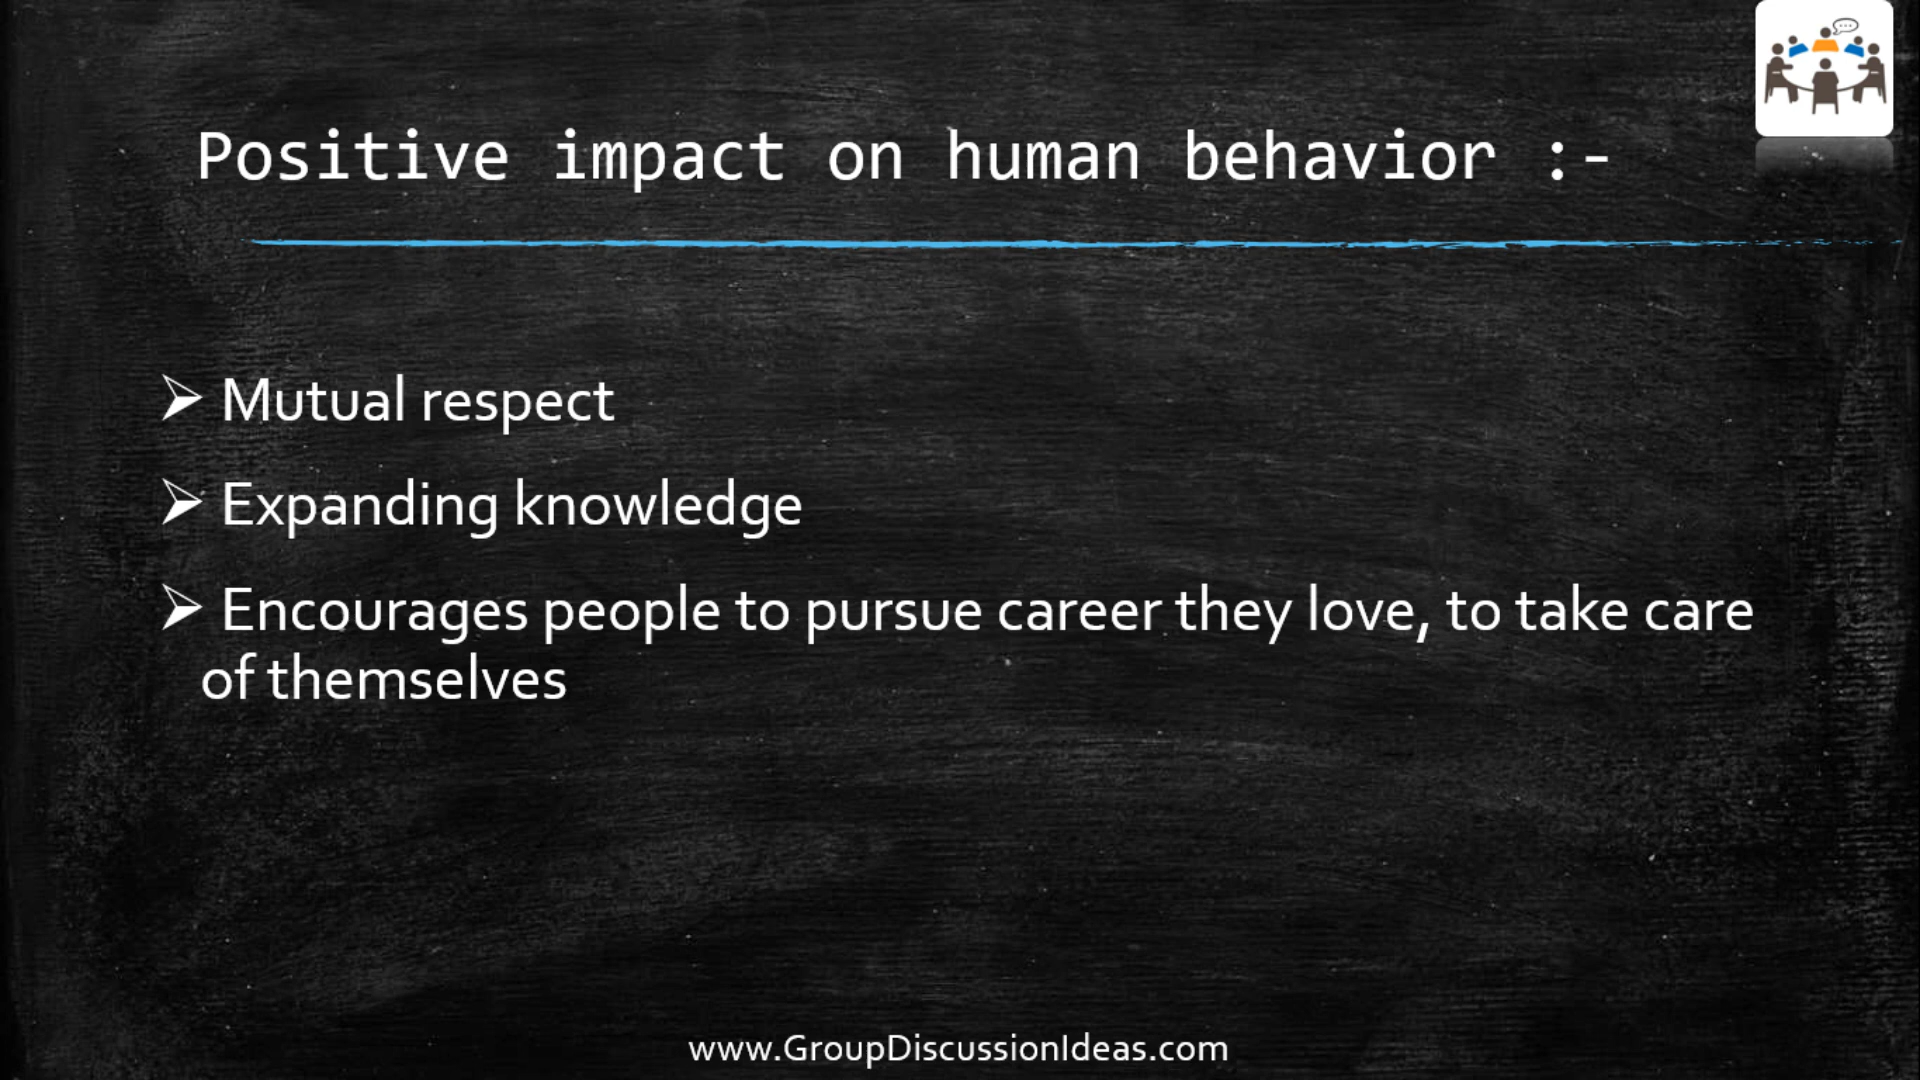 Positive impact on human behavior :-
➢ Mutual respect
➢ Expanding knowledge
➢ Encourages people to pursue career they love, to take care
of themselves
www.GroupDiscussionIdeas.com